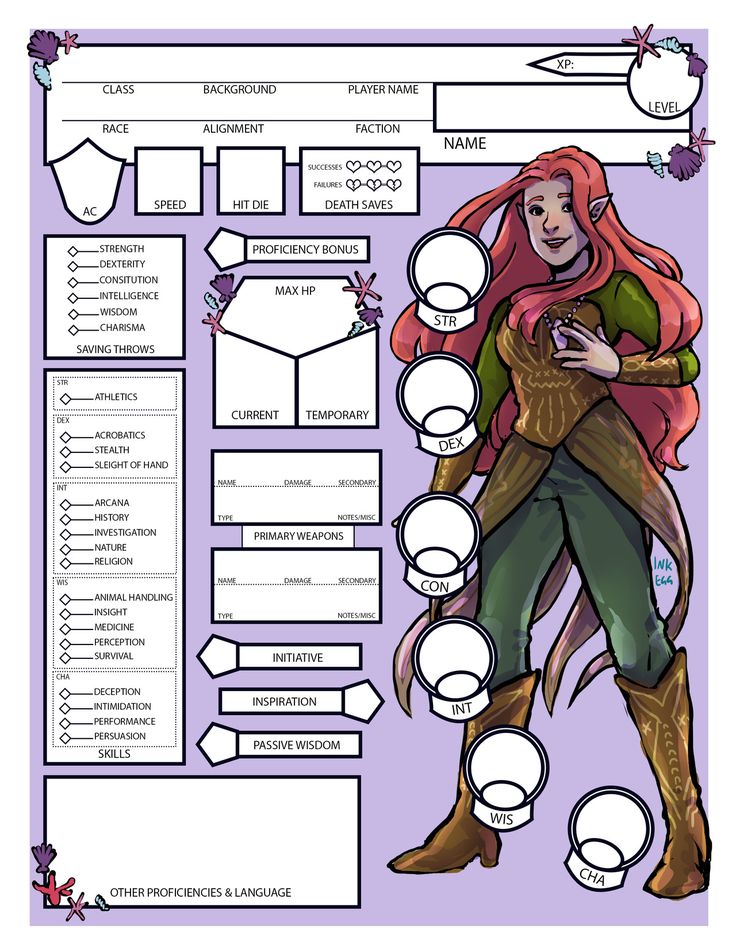 XP:
LEVEL
CLASS BACKGROUND PLAYER NAME
RACE ALIGNMENT FACTION
NAME
AC
SPEED
HIT DIE
SUCCESSES
FAILURES
DEATH SAVES
STRENGTH
DEXTERITY
CONSITUTION
INTELLIGENCE
WISDOM
CHARISMA
SAVING THROWS
PROFICIENCY BONUS
MAX HP
CURRENT
TEMPORARY
STR
ATHLETICS
DEX
ACROBATICS
STEALTH
SLEIGHT OF HAND
INT
ARCANA
HISTORY
INVESTIGATION
NATURE
RELIGION
WIS
ANIMAL HANDLING
INSIGHT
MEDICINE
PERCEPTION
SURVIVAL
CHA
DECEPTION
INTIMIDATION
PERFORMANCE
PERSUASION
SKILLS
NAME DAMAGE SECONDARY
TYPE NOTES/MISC
PRIMARY WEAPONS
NAME DAMAGE SECONDARY
TYPE NOTES/MISC
INITIATIVE
INSPIRATION
PASSIVE WISDOM
OTHER PROFICIENCIES & LANGUAGE
STR
DEX
CON
INT
WIS
CHA
INK
EGG